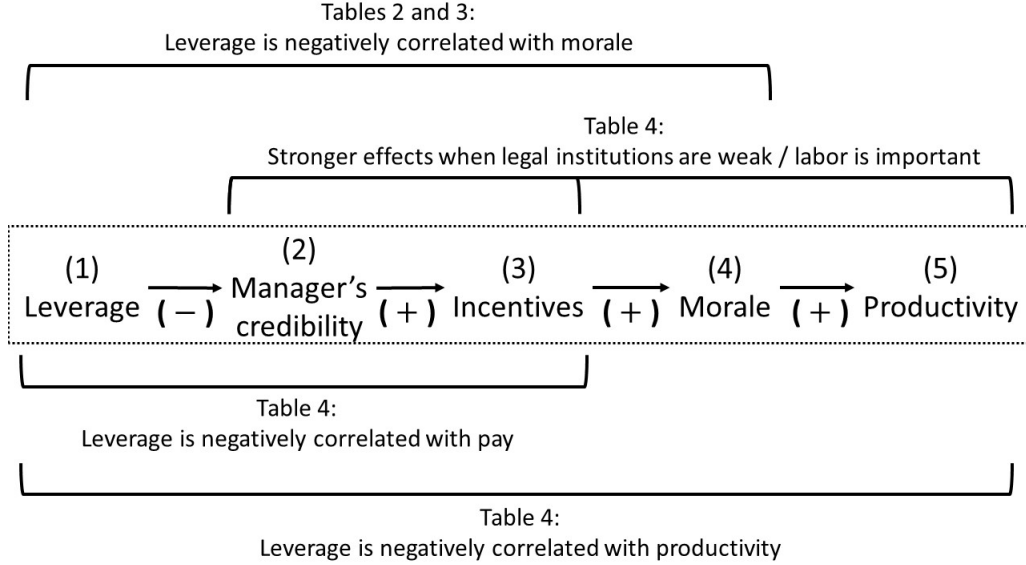 Tables 2 and 3:
Leverage is negatively correlated with morale
Table 4:
Stronger effects when legal institutions are weak / labor is important
(1)
Leverage
(−)
(2)
Manager's
credibility
(+)
(3)
Incentives
(+)
(4)
Morale
(+)
(5)
Productivity
Table 4:
Leverage is negatively correlated with pay
Table 4:
Leverage is negatively correlated with productivity